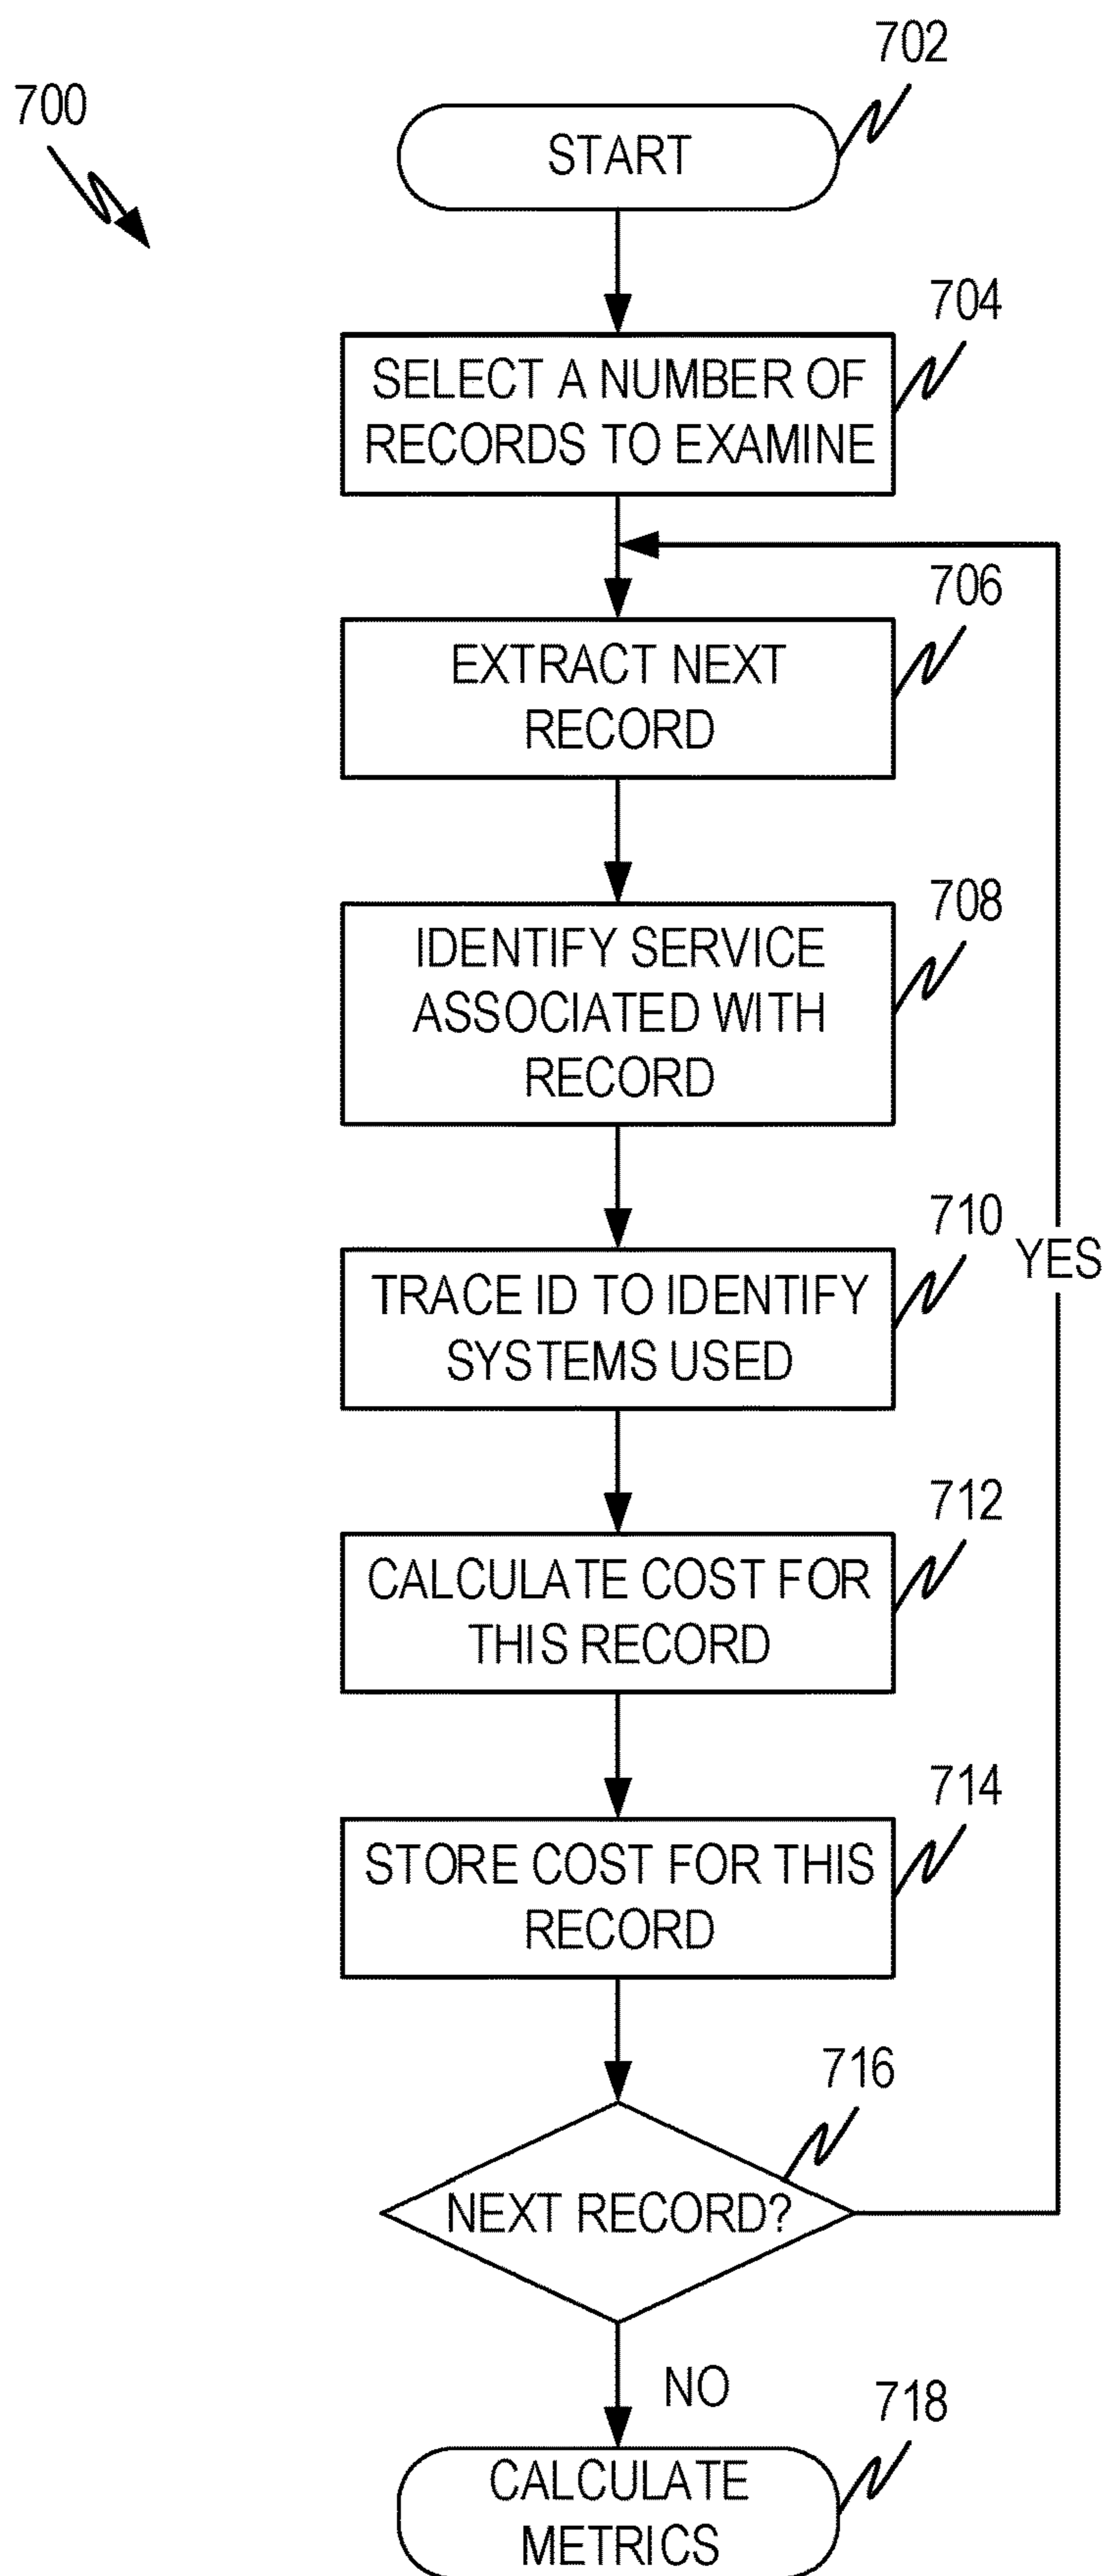 702
700
START
704
SELECT A NUMBER OF
RECORDS TO EXAMINE
706
EXTRACT NEXT
RECORD
708
IDENTIFY SERVICE
ASSOCIATED WITH
RECORD
710
YES
TRACE ID TO IDENTIFY
SYSTEMS USED
712
CALCULATE COST FOR
THIS RECORD
714
STORE COST FOR THIS
RECORD
716
NEXT RECORD?
NO
718
CALCULATE
METRICS